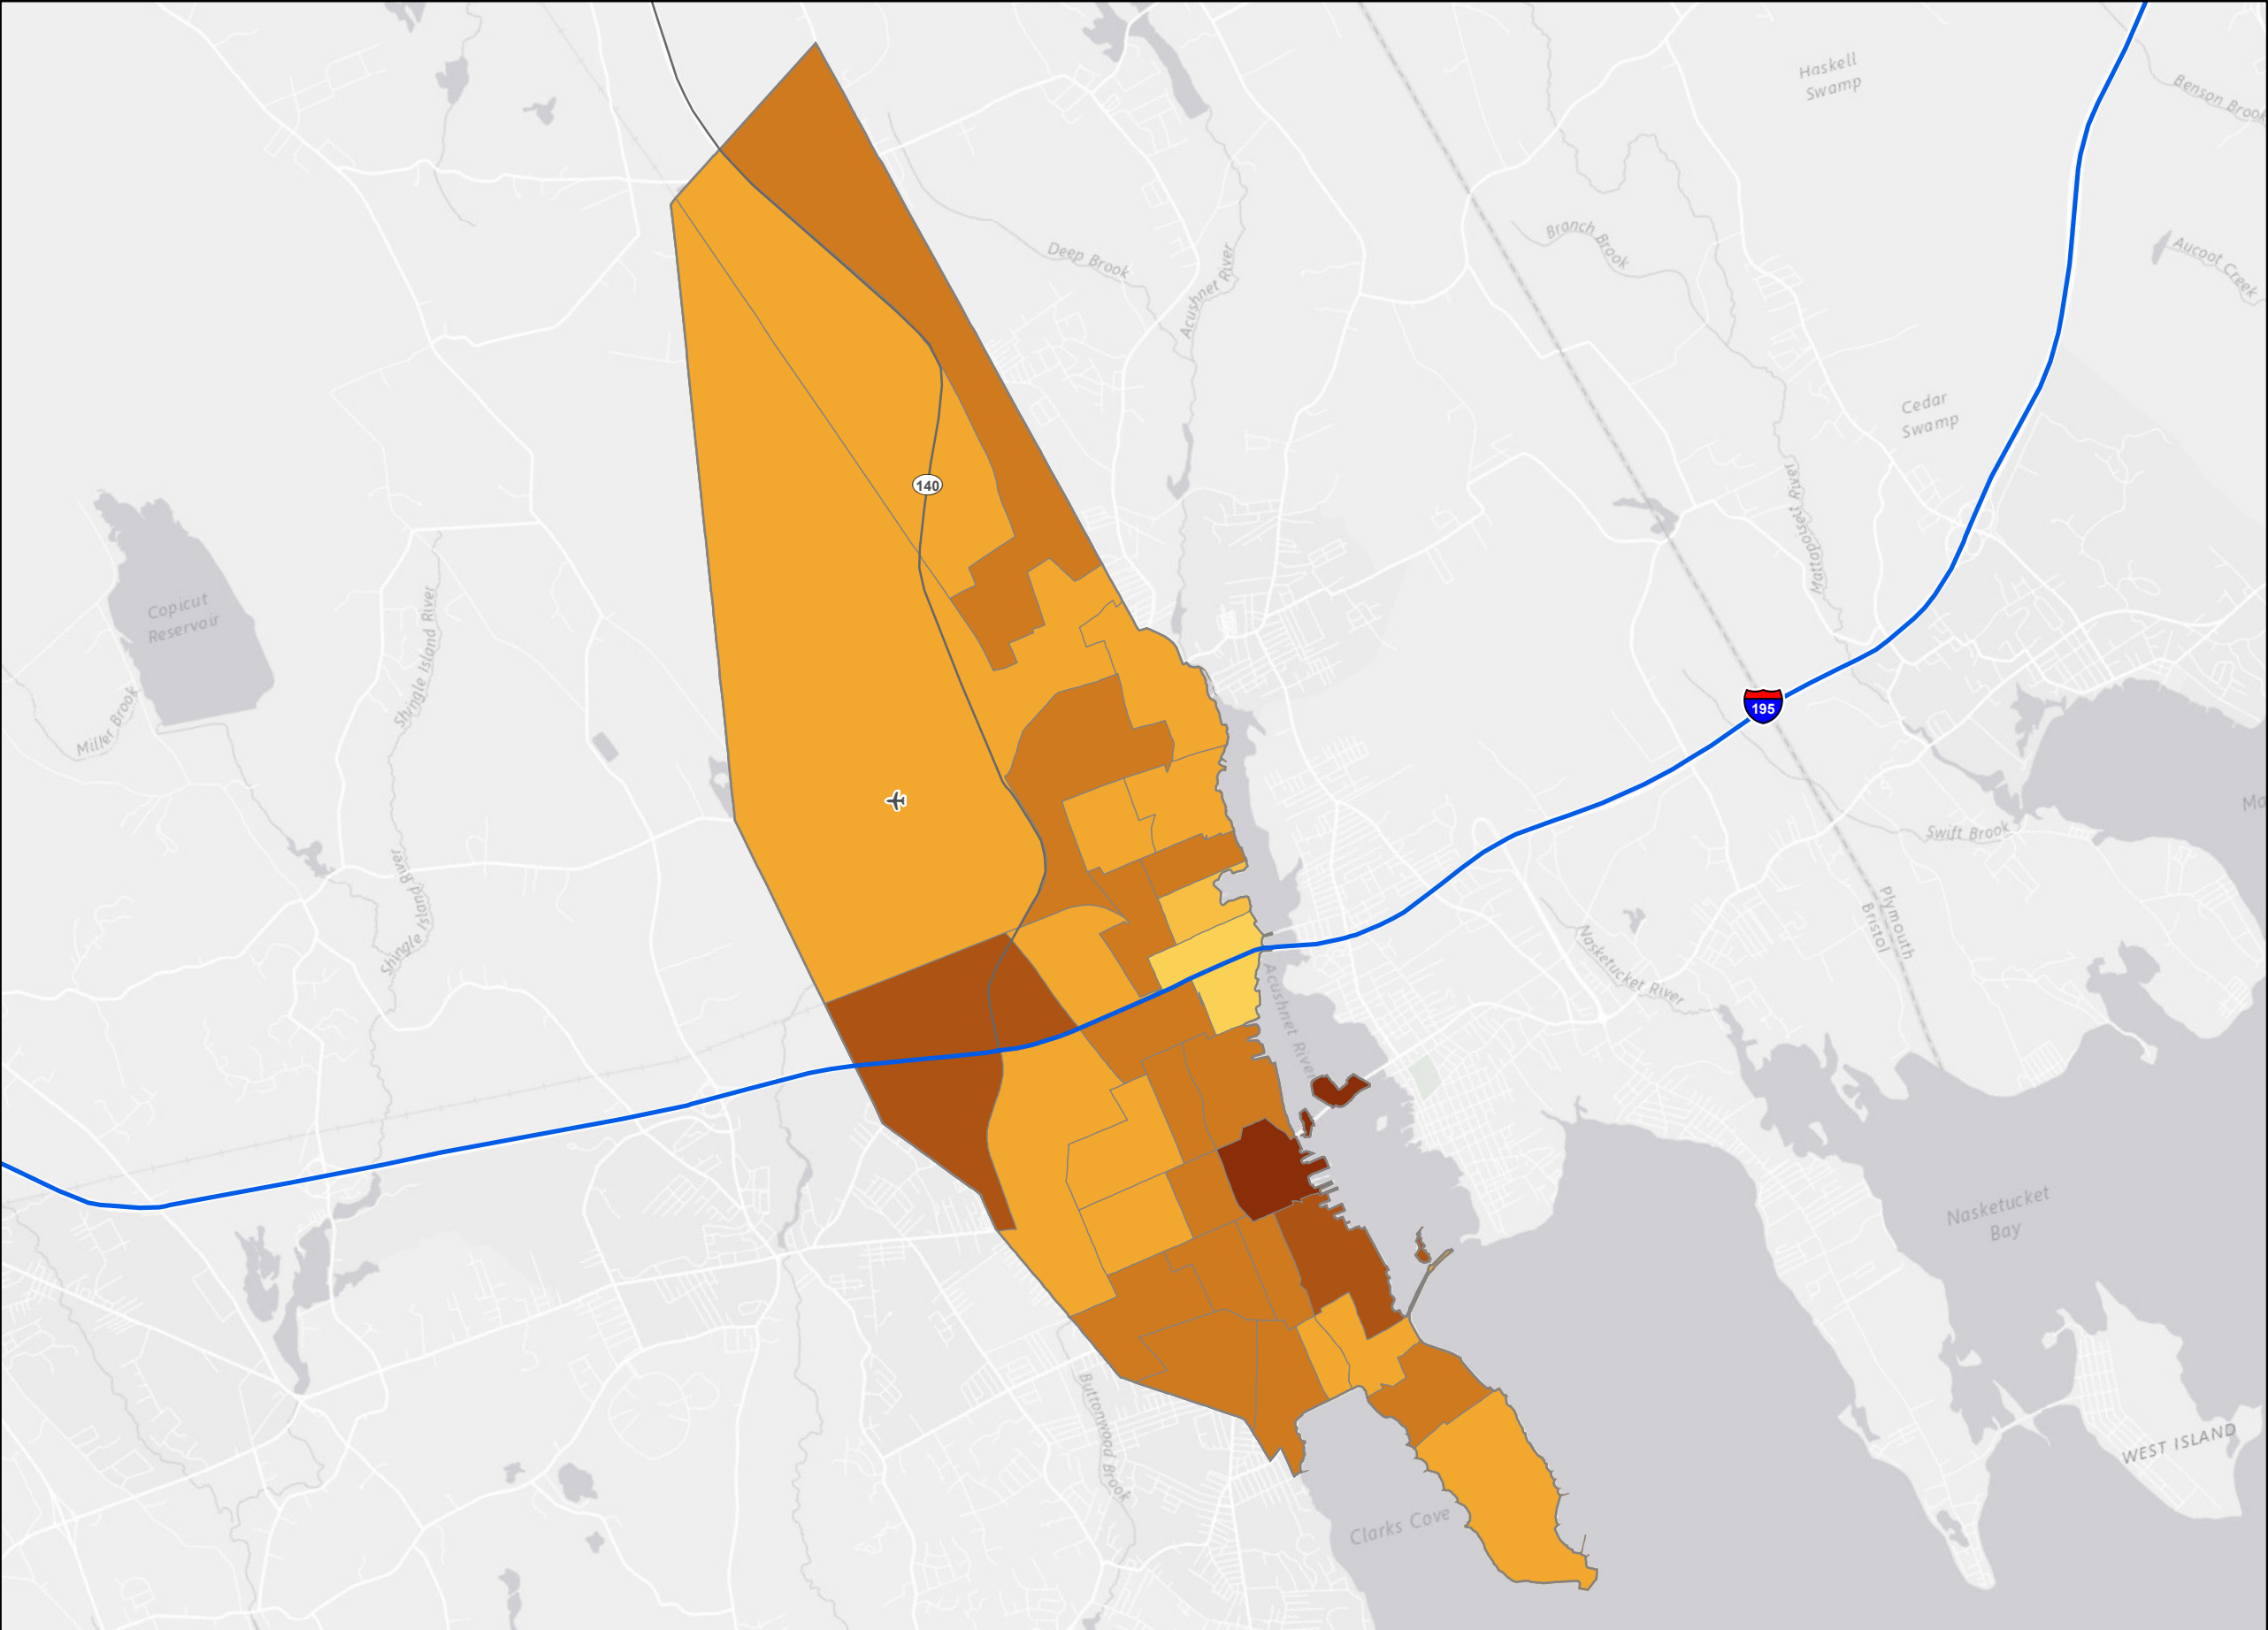 Haskell
Swamp
Benson Brook
Branch Brook
Aucoot Creek
Deep Brook
Acushnet River
Cedar
Swamp
140
Mattapoisett River
Copicut
Reservoir
Shingle Island River
Miller Brook
195
Swift Brook
Shingle Island River
Plymouth
Bristol
Nasketucket River
Acushnet River
Nasketucket
Bay
Buttonwood Brook
WEST ISLAND
Clarks Cove